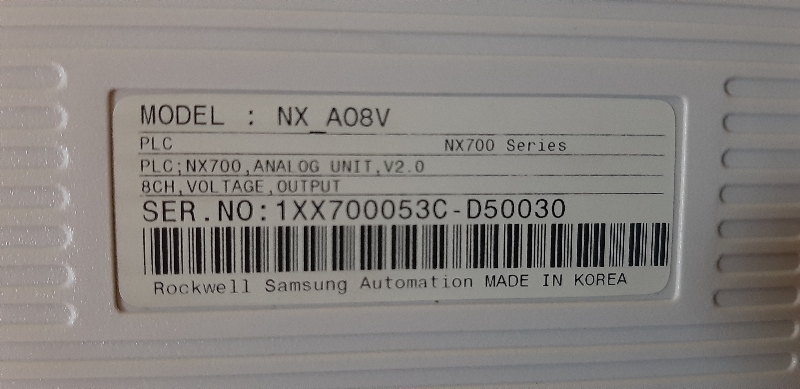 MODEL : NX_A08V
PLC NX700 Series
PLC;NX700,ANALOG UNIT,V2.0
8CH,VOLTAGE,OUTPUT
SER.NO:1XX700053C-D50030
Rockwell Samsung Automation MADE IN KOREA